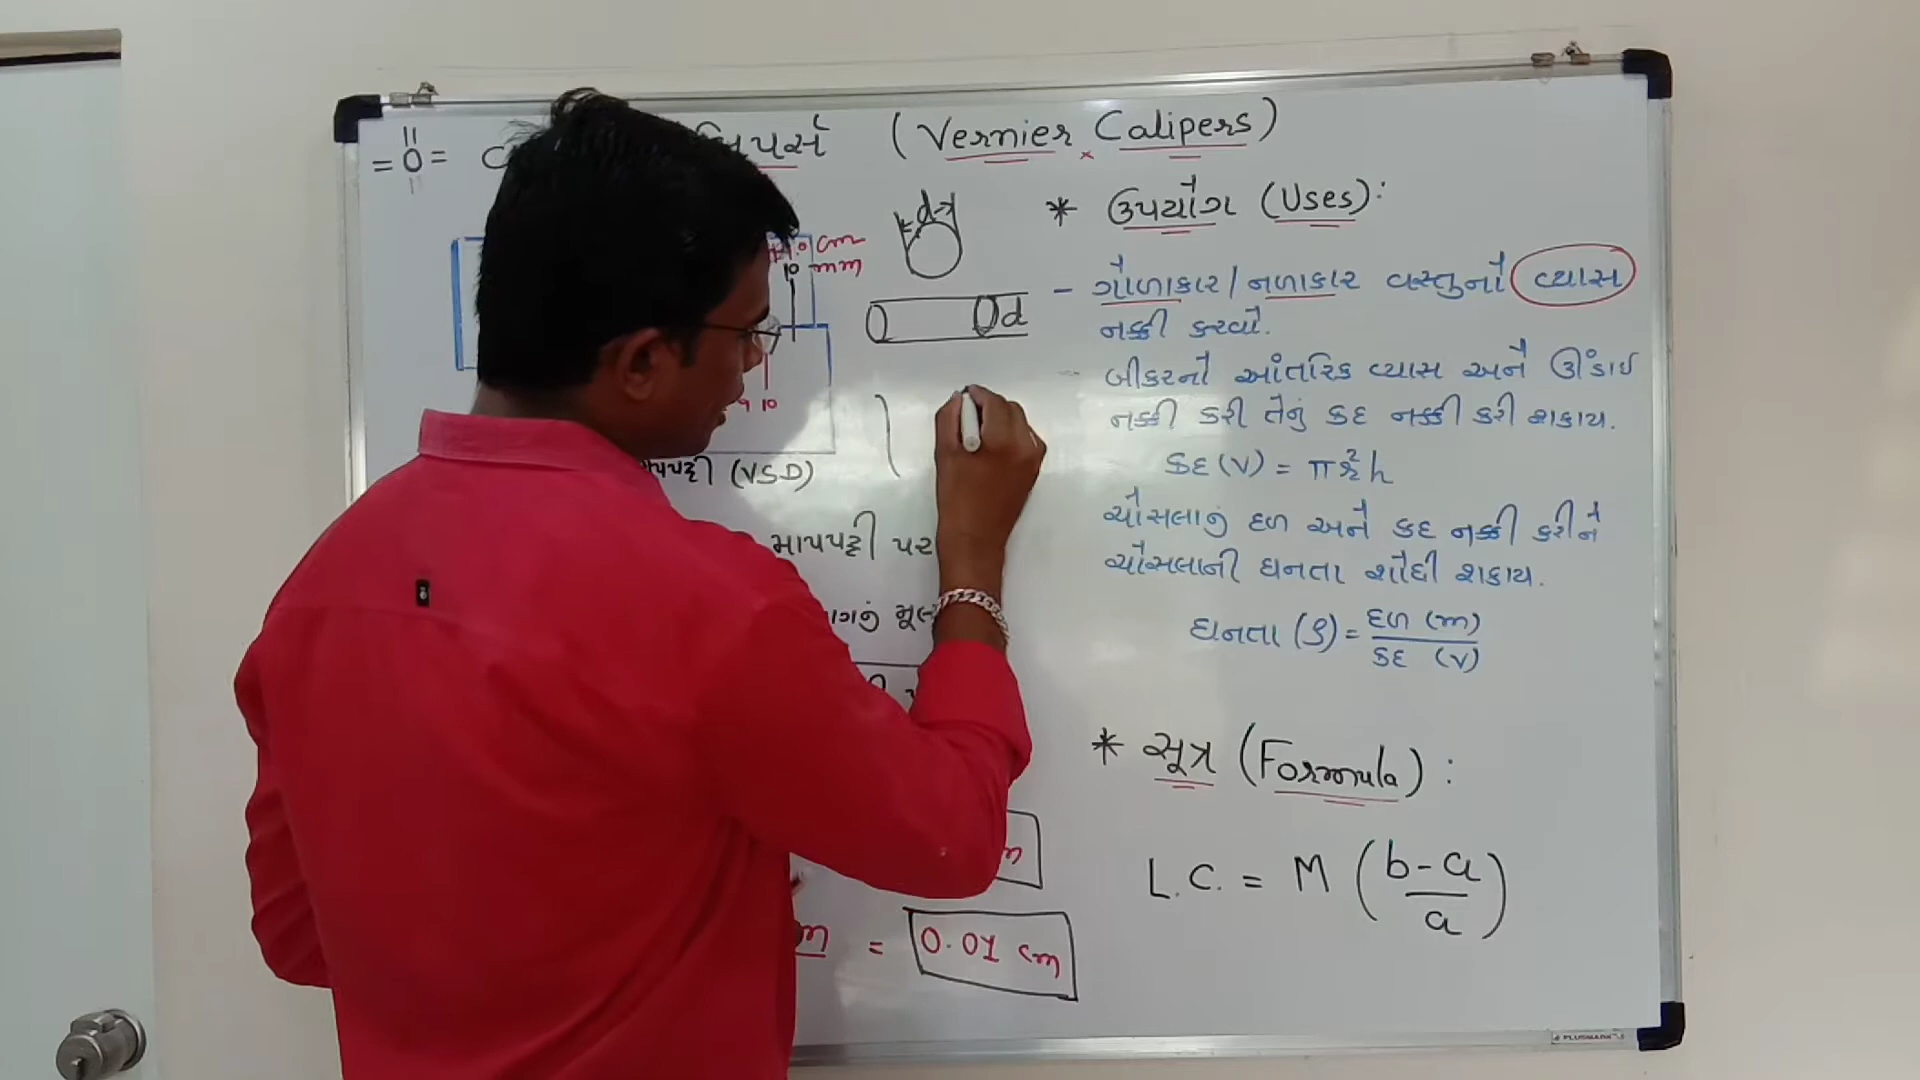 (Vernier Calipers)
cm
10 mm
9 10
(VSD)
માપપટ્ટી પર
d
d
* ઉપયોગ (Uses):
- ગોળાકાર/નળાકાર વસ્તુનો વ્યાસ
નક્કી કરવો.
બીકરનો આંતરિક વ્યાસ અને ઊંડાઈ
નક્કી કરી તેનું કદ નક્કી કરી શકાય.
કદ (V) = πr²h
ચોસલાનું દળ અને કદ નક્કી કરીને
ચોસલાની ઘનતા શોધી શકાય.
ઘનતા (ρ) = દળ (m) / કદ (V)
* સૂત્ર (Formula) :
L.C. = M (b-a / a)
m = 0.01 cm